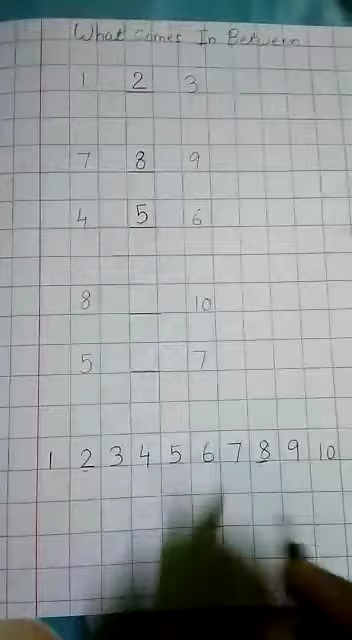 What comes In Between
1 2 3
7 8 9
4 5 6
8 __ 10
5 __ 7
1 2 3 4 5 6 7 8 9 10